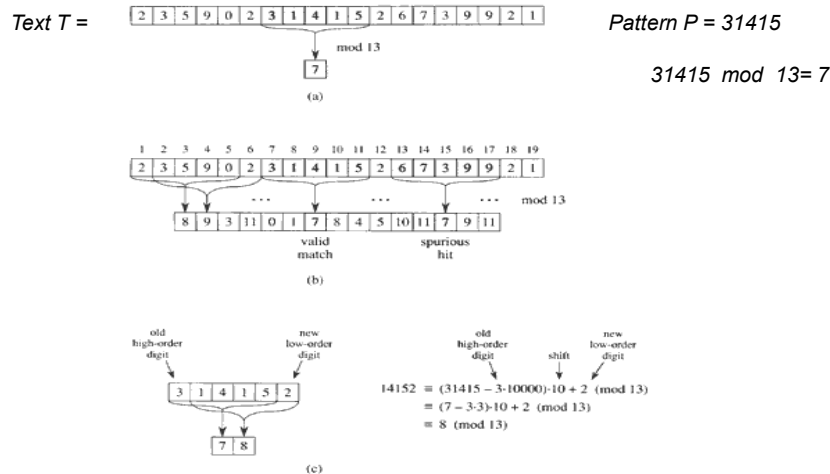 Text T =
2 3 5 9 0 2 3 1 4 1 5 2 6 7 3 9 9 2 1
Pattern P = 31415
mod 13
7
31415 mod 13= 7
(a)
1 2 3 4 5 6 7 8 9 10 11 12 13 14 15 16 17 18 19
2 3 5 9 0 2 3 1 4 1 5 2 6 7 3 9 9 2 1
... ... ... mod 13
8 9 3 11 0 1 7 8 4 5 10 11 7 9 11
valid match
spurious hit
(b)
old high-order digit
new low-order digit
3 1 4 1 5 2
7 8
old high-order digit
shift
new low-order digit
14152 ≡ (31415 – 3·10000)·10 + 2 (mod 13)
≡ (7 – 3·3)·10 + 2 (mod 13)
≡ 8 (mod 13)
(c)